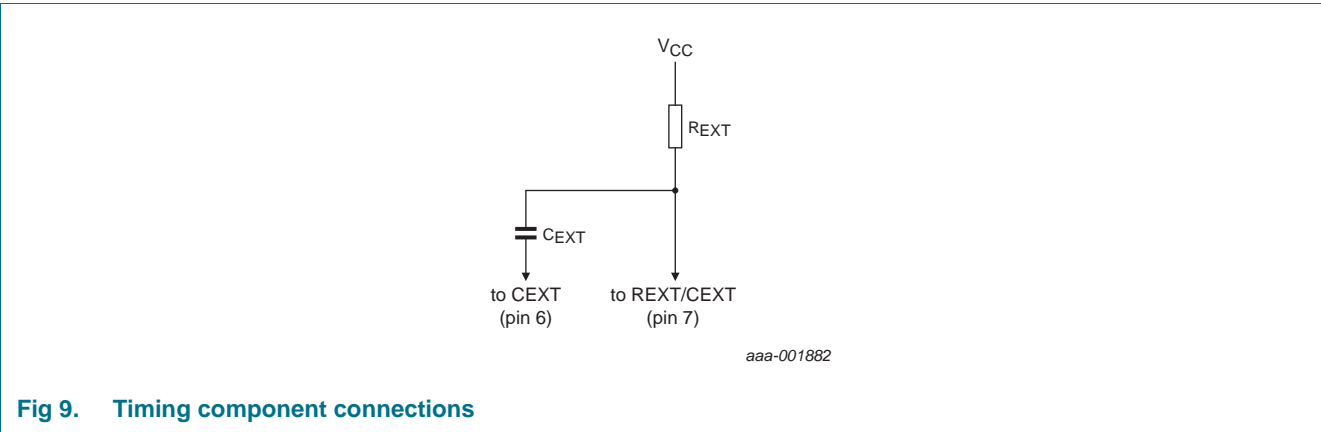 VCC
REXT
CEXT
to CEXT
(pin 6)
to REXT/CEXT
(pin 7)
aaa-001882
Fig 9. Timing component connections